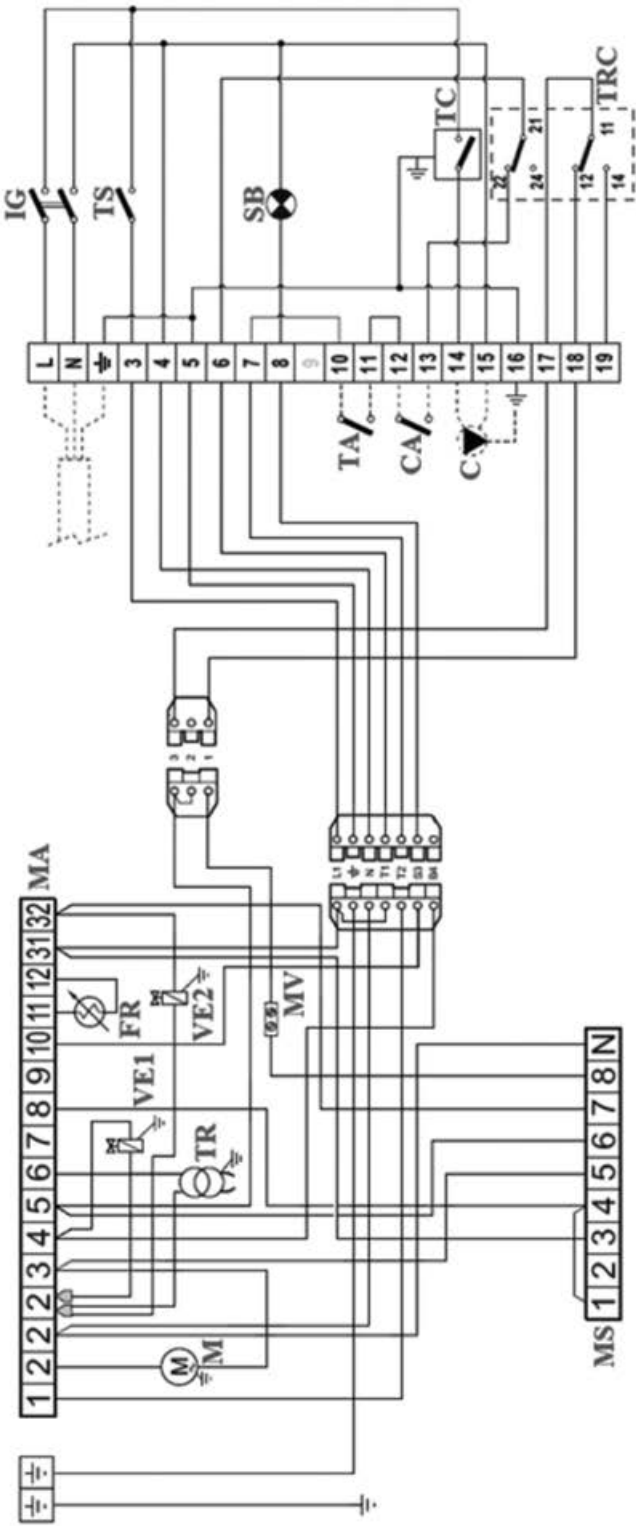 1 2 2 2 3 4 5 6 7 8 9 10 11 12 31 32
MA
M
TR
VE1
FR
VE2
MV
3
2
1
L1
N
T1
T2
S3
B4
MS
1 2 3 4 5 6 7 8 N
L
N
3
4
5
6
7
8
9
10
11
12
13
14
15
16
17
18
19
TA
CA
C
IG
TS
SB
TC
22
21
24
12
11
14
TRC